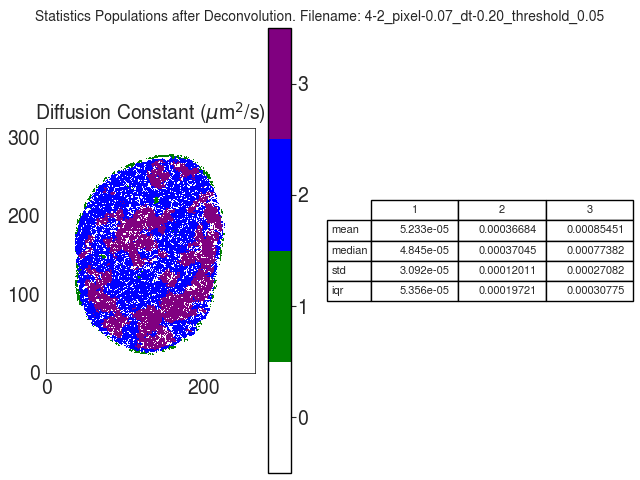 Statistics Populations after Deconvolution. Filename: 4-2_pixel-0.07_dt-0.20_threshold_0.05
Diffusion Constant (μm²/s)
300
200
100
0
0 200
3
2
1
0
1 2 3
mean 5.233e-05 0.00036684 0.00085451
median 4.845e-05 0.00037045 0.00077382
std 3.092e-05 0.00012011 0.00027082
iqr 5.356e-05 0.00019721 0.00030775